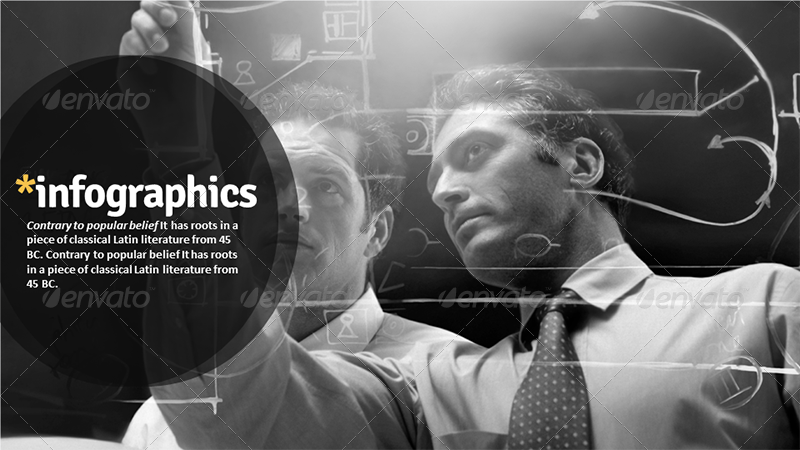 envato envato envato envato
*infographics
Contrary to popular belief It has roots in a
piece of classical Latin literature from 45
BC. Contrary to popular belief It has roots
in a piece of classical Latin literature from
45 BC.
envato envato envato envato